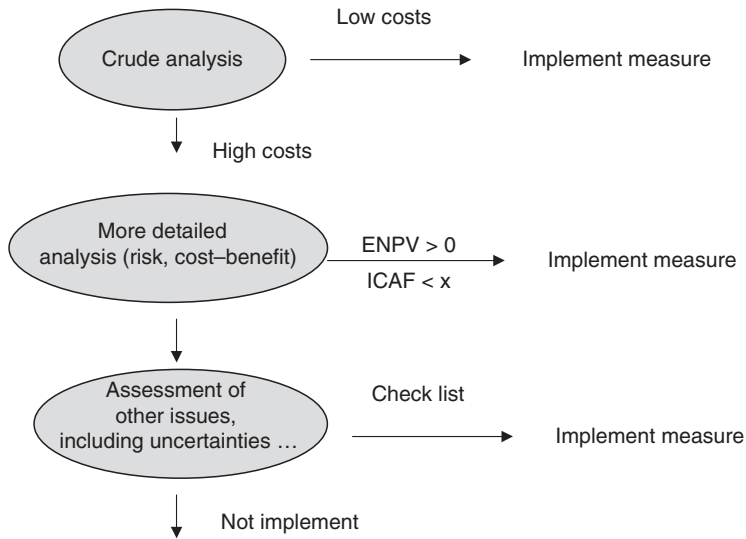 Low costs
Crude analysis
Implement measure
High costs
More detailed
analysis (risk, cost–benefit)
ENPV > 0
ICAF < x
Implement measure
Assessment of
other issues,
including uncertainties …
Check list
Implement measure
Not implement